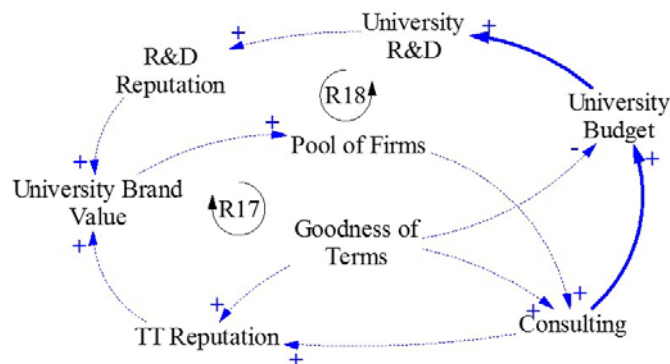 University
R&D
R&D
Reputation
R18
University
Budget
Pool of Firms
University Brand
Value
R17
Goodness of
Terms
TT Reputation
Consulting
+
+
+
+
+
-
+
+
+
+
+
+